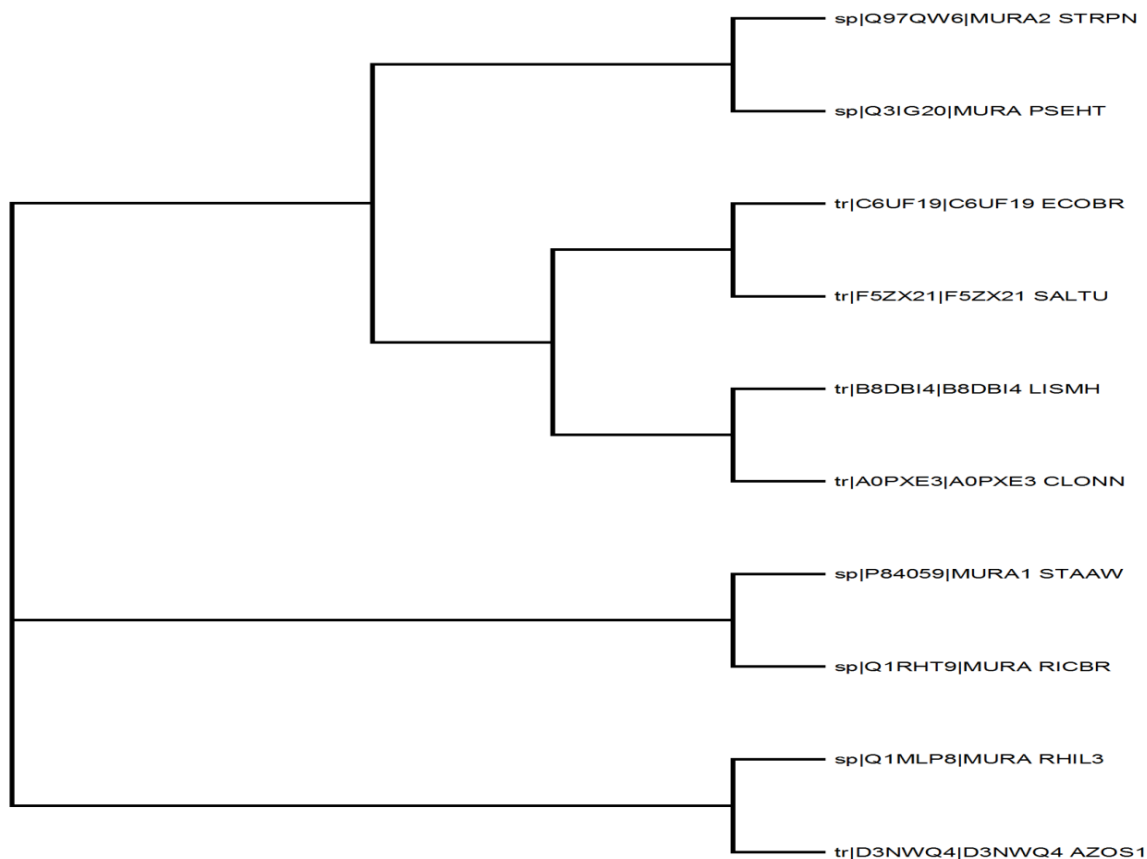 sp|Q97QW6|MURA2 STRPN
sp|Q3IG20|MURA PSEHT
tr|C6UF19|C6UF19 ECOBR
tr|F5ZX21|F5ZX21 SALTU
tr|B8DBI4|B8DBI4 LISMH
tr|A0PXE3|A0PXE3 CLONN
sp|P84059|MURA1 STAAW
sp|Q1RHT9|MURA RICBR
sp|Q1MLP8|MURA RHIL3
tr|D3NWQ4|D3NWQ4 AZOS1